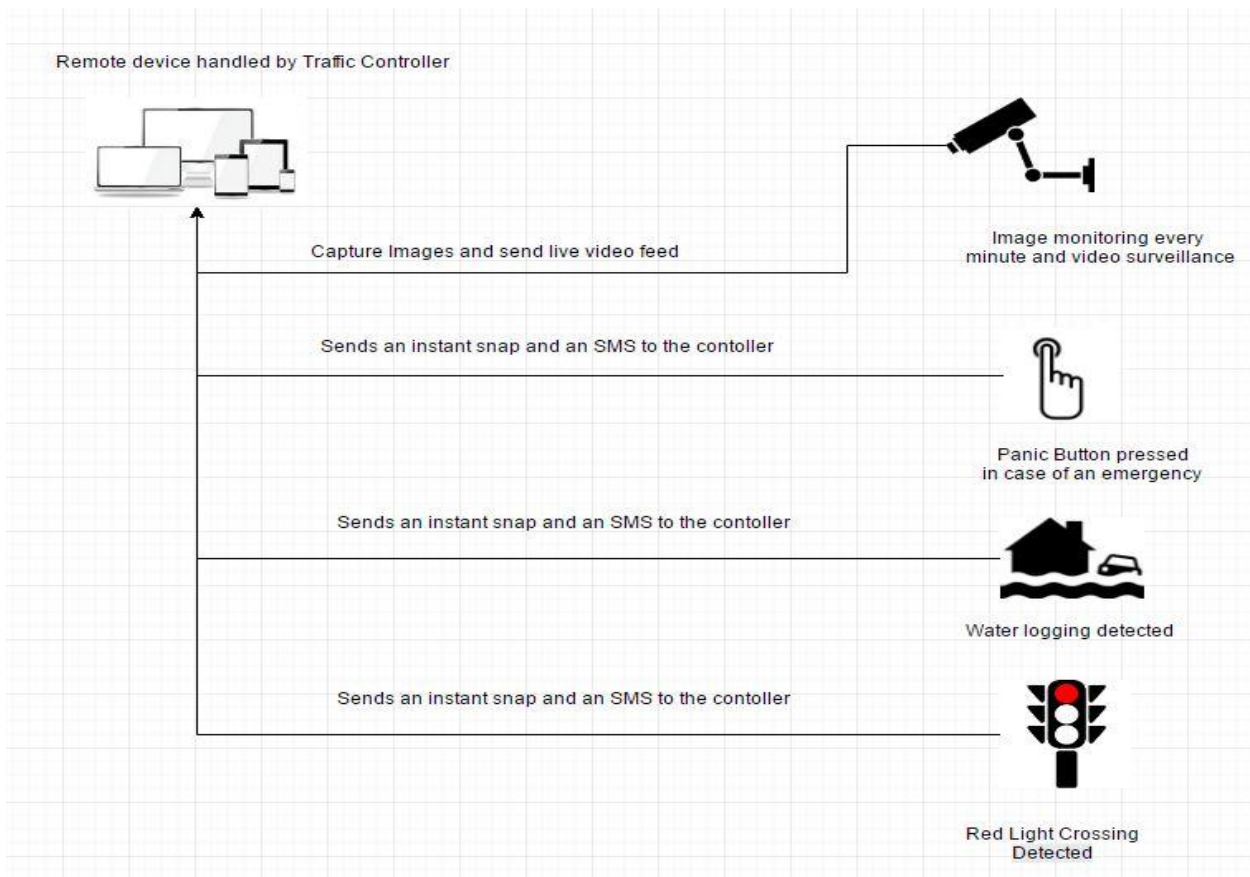 Remote device handled by Traffic Controller
Capture Images and send live video feed
Image monitoring every
minute and video surveillance
Sends an instant snap and an SMS to the contoller
Panic Button pressed
in case of an emergency
Sends an instant snap and an SMS to the contoller
Water logging detected
Sends an instant snap and an SMS to the contoller
Red Light Crossing
Detected